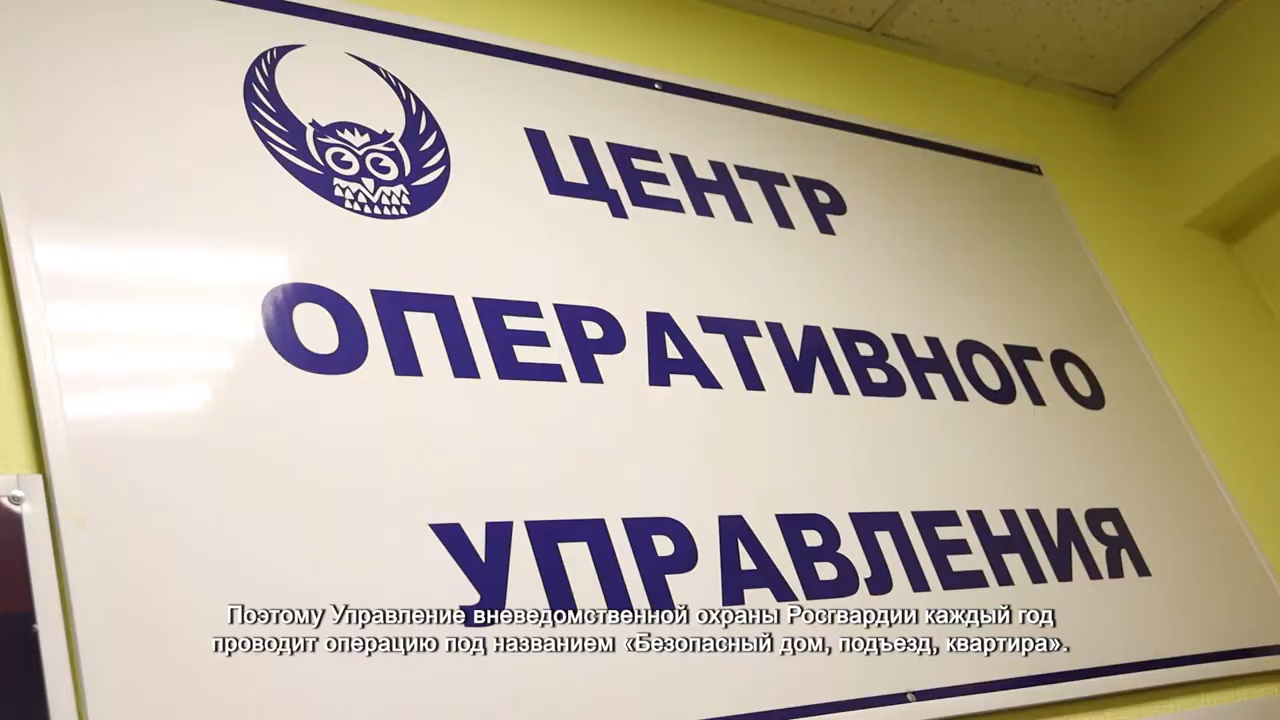 ЦЕНТР
ОПЕРАТИВНОГО
УПРАВЛЕНИЯ
Поэтому Управление вневедомственной охраны Росгвардии каждый год
проводит операцию под названием «Безопасный дом, подъезд, квартира».